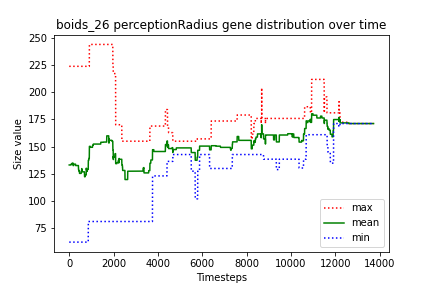 boids_26 perceptionRadius gene distribution over time
Size value
250
225
200
175
150
125
100
75
0
2000
4000
6000
8000
10000
12000
14000
Timesteps
max
mean
min